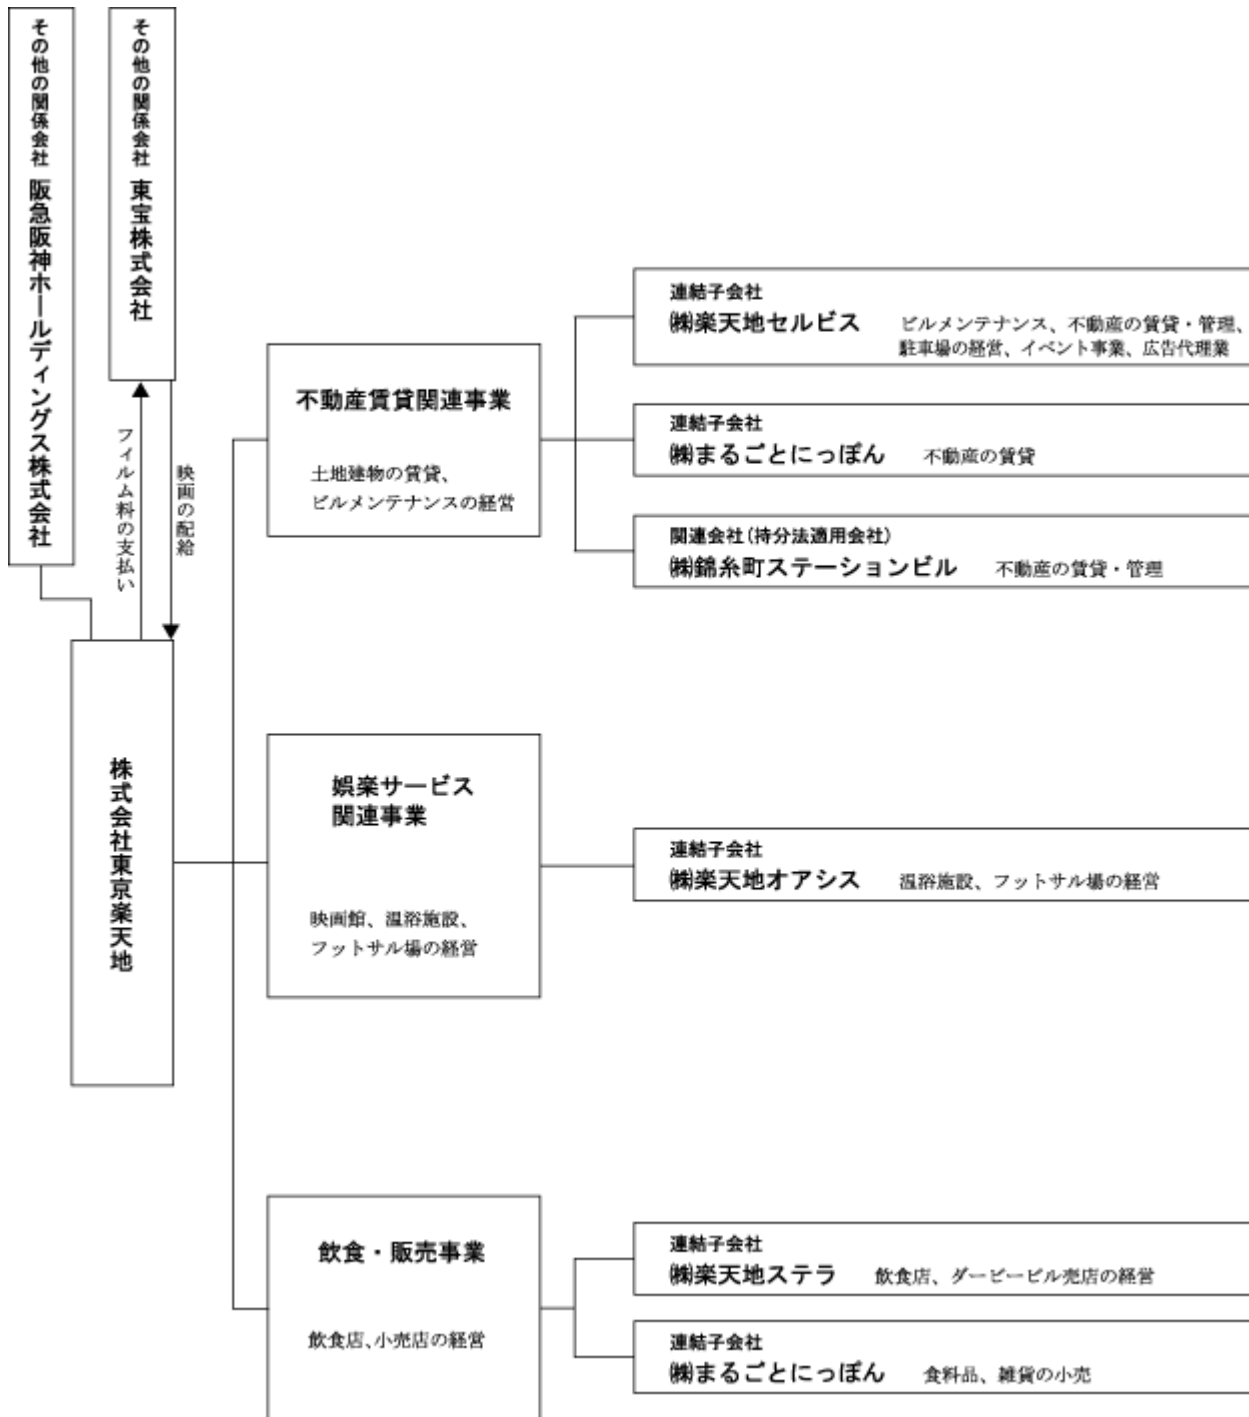 その他の関係会社 阪急阪神ホールディングス株式会社
その他の関係会社 東宝株式会社
フィルム料の支払い
映画の配給
株式会社東京楽天地
不動産賃貸関連事業
土地建物の賃貸、
ビルメンテナンスの経営
連結子会社
㈱楽天地セルビス ビルメンテナンス、不動産の賃貸・管理、
駐車場の経営、イベント事業、広告代理業
連結子会社
㈱まるごとにっぽん 不動産の賃貸
関連会社(持分法適用会社)
㈱錦糸町ステーションビル 不動産の賃貸・管理
娯楽サービス
関連事業
映画館、温浴施設、
フットサル場の経営
連結子会社
㈱楽天地オアシス 温浴施設、フットサル場の経営
飲食・販売事業
飲食店、小売店の経営
連結子会社
㈱楽天地ステラ 飲食店、ダービービル売店の経営
連結子会社
㈱まるごとにっぽん 食料品、雑貨の小売